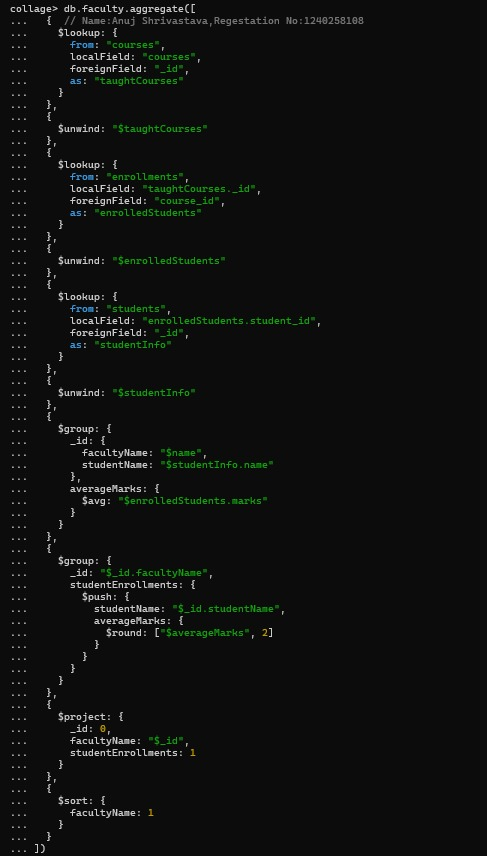 collage> db.faculty.aggregate([
...   {  // Name:Anuj Shrivastava,Regestation No:1240258108
...     $lookup: {
...       from: "courses",
...       localField: "courses",
...       foreignField: "_id",
...       as: "taughtCourses"
...     }
...   },
...   {
...     $unwind: "$taughtCourses"
...   },
...   {
...     $lookup: {
...       from: "enrollments",
...       localField: "taughtCourses._id",
...       foreignField: "course_id",
...       as: "enrolledStudents"
...     }
...   },
...   {
...     $unwind: "$enrolledStudents"
...   },
...   {
...     $lookup: {
...       from: "students",
...       localField: "enrolledStudents.student_id",
...       foreignField: "_id",
...       as: "studentInfo"
...     }
...   },
...   {
...     $unwind: "$studentInfo"
...   },
...   {
...     $group: {
...       _id: {
...         facultyName: "$name",
...         studentName: "$studentInfo.name"
...       },
...       averageMarks: {
...         $avg: "$enrolledStudents.marks"
...       }
...     }
...   },
...   {
...     $group: {
...       _id: "$_id.facultyName",
...       studentEnrollments: {
...         $push: {
...           studentName: "$_id.studentName",
...           averageMarks: {
...             $round: ["$averageMarks", 2]
...           }
...         }
...       }
...     }
...   },
...   {
...     $project: {
...       _id: 0,
...       facultyName: "$_id",
...       studentEnrollments: 1
...     }
...   },
...   {
...     $sort: {
...       facultyName: 1
...     }
...   }
... ])